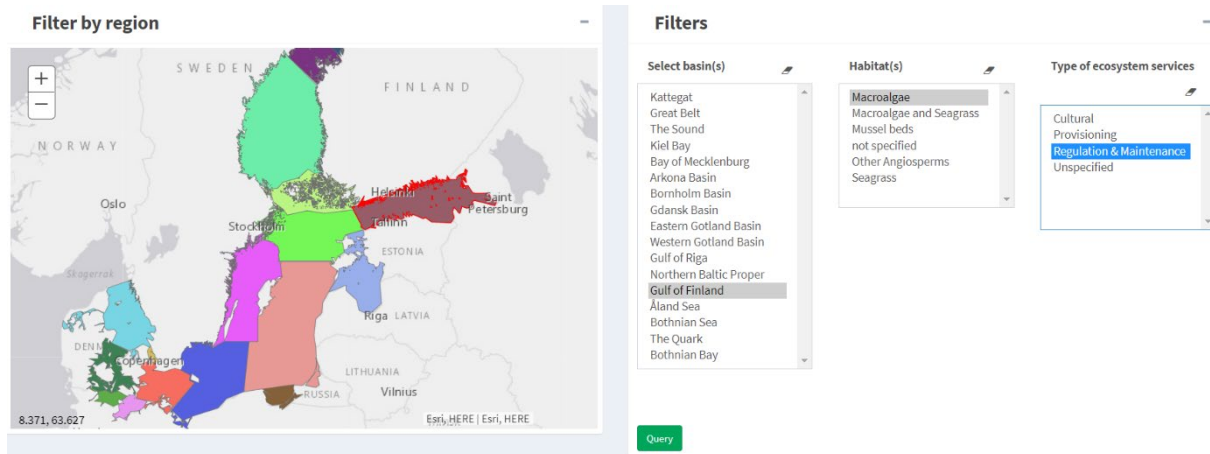 Filter by region
+
−
SWEDEN
FINLAND
NORWAY
Oslo
Helsinki
Saint
Petersburg
Stockholm
Tallinn
ESTONIA
Skagerrak
Riga LATVIA
Copenhagen
LITHUANIA
RUSSIA
Vilnius
8.371, 63.627
Esri, HERE | Esri, HERE
Filters
Select basin(s)
Kattegat
Great Belt
The Sound
Kiel Bay
Bay of Mecklenburg
Arkona Basin
Bornholm Basin
Gdansk Basin
Eastern Gotland Basin
Western Gotland Basin
Gulf of Riga
Northern Baltic Proper
Gulf of Finland
Åland Sea
Bothnian Sea
The Quark
Bothnian Bay
Habitat(s)
Macroalgae
Macroalgae and Seagrass
Mussel beds
not specified
Other Angiosperms
Seagrass
Type of ecosystem services
Cultural
Provisioning
Regulation & Maintenance
Unspecified
Query